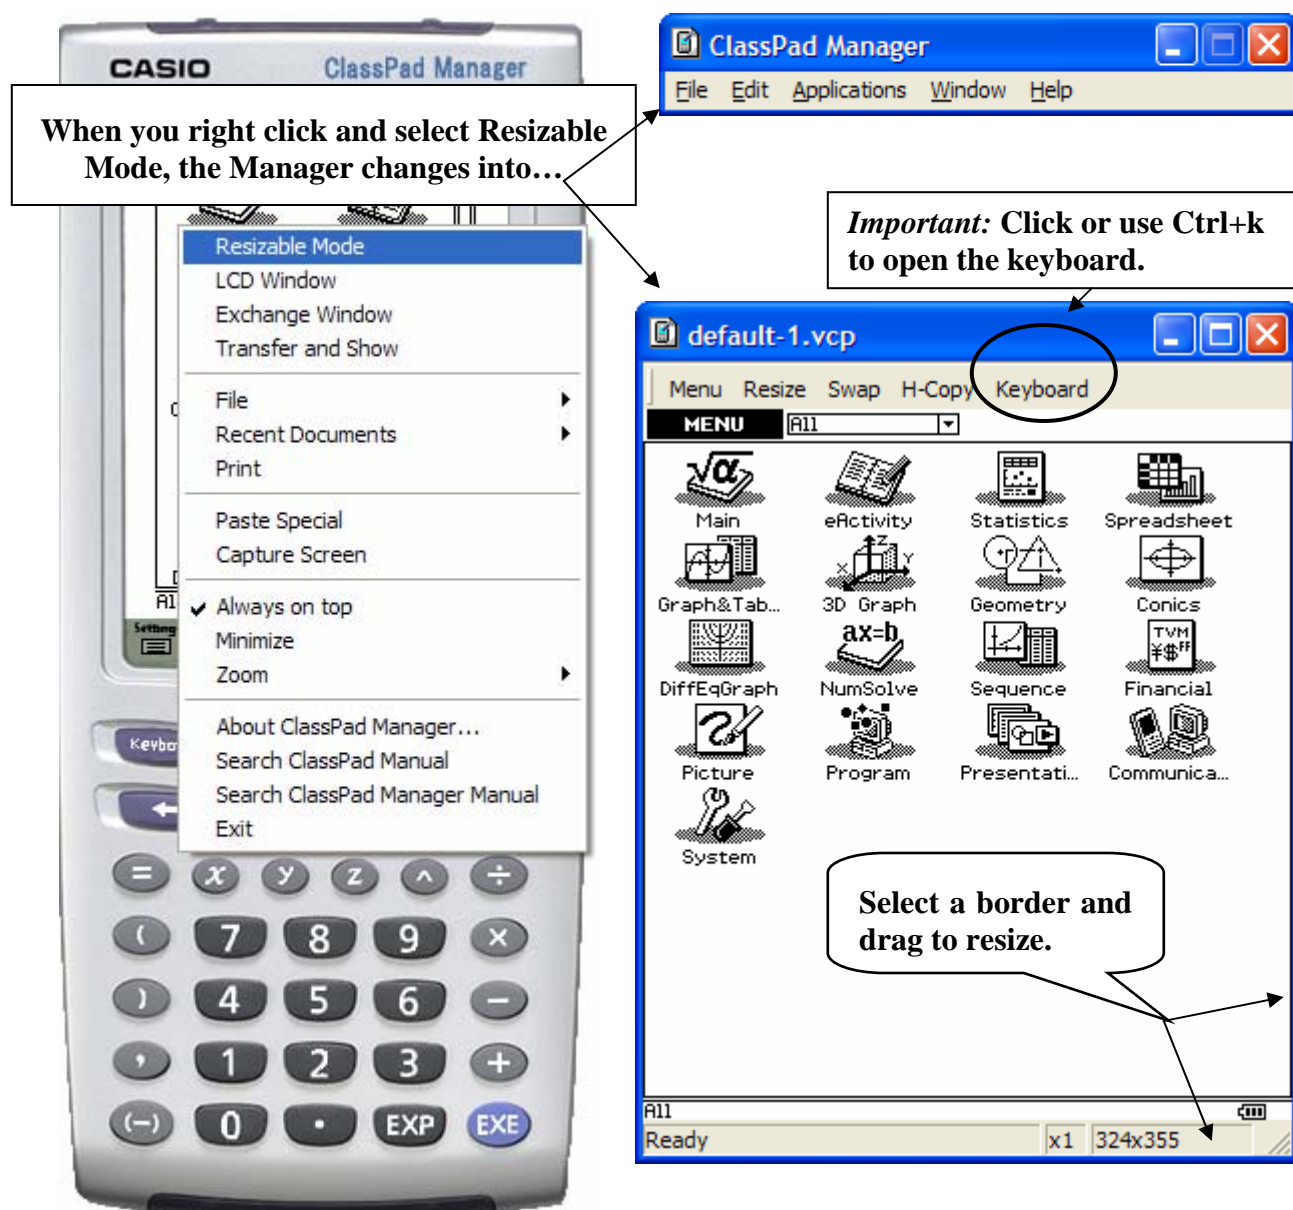 CASIO
ClassPad Manager
When you right click and select Resizable
Mode, the Manager changes into…
Resizable Mode
LCD Window
Exchange Window
Transfer and Show
File
Recent Documents
Print
Paste Special
Capture Screen
Always on top
Minimize
Zoom
About ClassPad Manager...
Search ClassPad Manual
Search ClassPad Manager Manual
Exit
= x y z ^ ÷
( 7 8 9 ×
) 4 5 6 −
, 1 2 3 +
(−) 0 • EXP EXE
ClassPad Manager
File Edit Applications Window Help
Important: Click or use Ctrl+k
to open the keyboard.
default-1.vcp
Menu Resize Swap H-Copy Keyboard
MENU All
√α
Main eActivity Statistics Spreadsheet
Z
Y
X
Graph&Tab... 3D Graph Geometry Conics
ax=b
TVM
¥$ff
DiffEqGraph NumSolve Sequence Financial
Picture Program Presentati... Communica...
System
Select a border and
drag to resize.
All
Ready x1 324x355